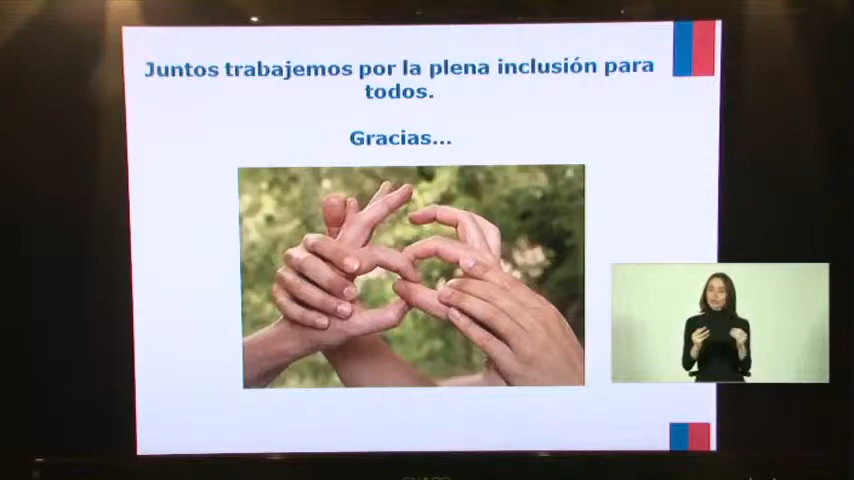 Juntos trabajemos por la plena inclusión para
todos.
Gracias...